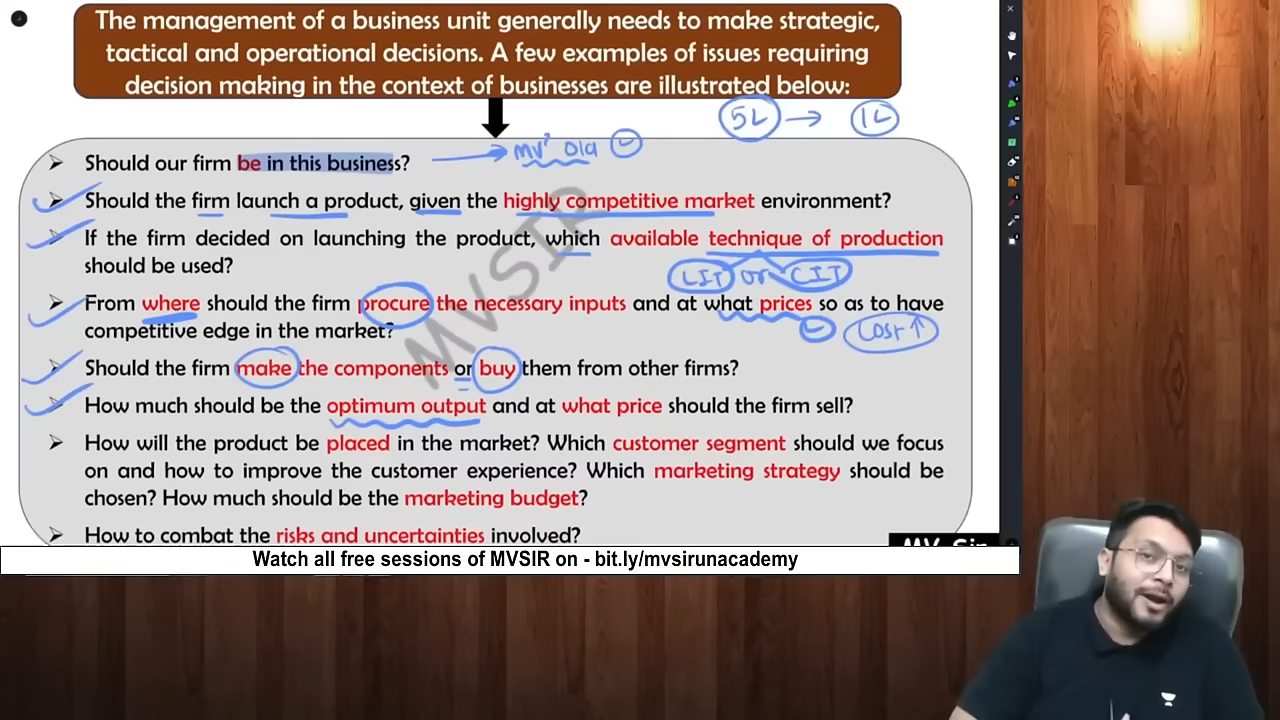 The management of a business unit generally needs to make strategic,
tactical and operational decisions. A few examples of issues requiring
decision making in the context of businesses are illustrated below:
5L → 1L
➢ Should our firm be in this business? → mv² Ola
➢ Should the firm launch a product, given the highly competitive market environment?
➢ If the firm decided on launching the product, which available technique of production
should be used?
LIT or CIT
➢ From where should the firm procure the necessary inputs and at what prices so as to have
competitive edge in the market?
Cost ↑
➢ Should the firm make the components or buy them from other firms?
➢ How much should be the optimum output and at what price should the firm sell?
➢ How will the product be placed in the market? Which customer segment should we focus
on and how to improve the customer experience? Which marketing strategy should be
chosen? How much should be the marketing budget?
➢ How to combat the risks and uncertainties involved?
MVSIR
MV Sir
Watch all free sessions of MVSIR on - bit.ly/mvsirunacademy